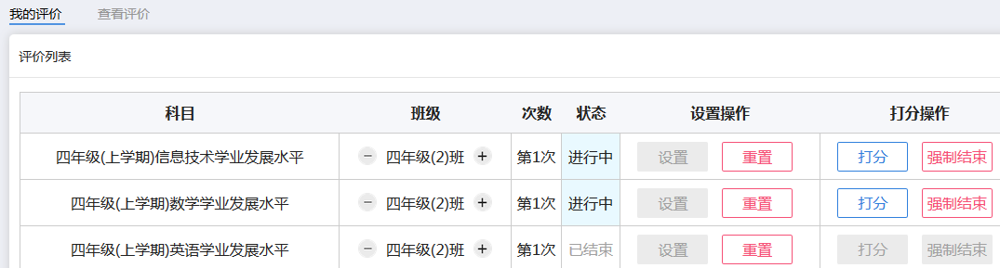 我的评价 查看评价
评价列表
科目 班级 次数 状态 设置操作 打分操作
四年级(上学期)信息技术学业发展水平 − 四年级(2)班 + 第1次 进行中 设置 重置 打分 强制结束
四年级(上学期)数学学业发展水平 − 四年级(2)班 + 第1次 进行中 设置 重置 打分 强制结束
四年级(上学期)英语学业发展水平 − 四年级(2)班 + 第1次 已结束 设置 重置 打分 强制结束